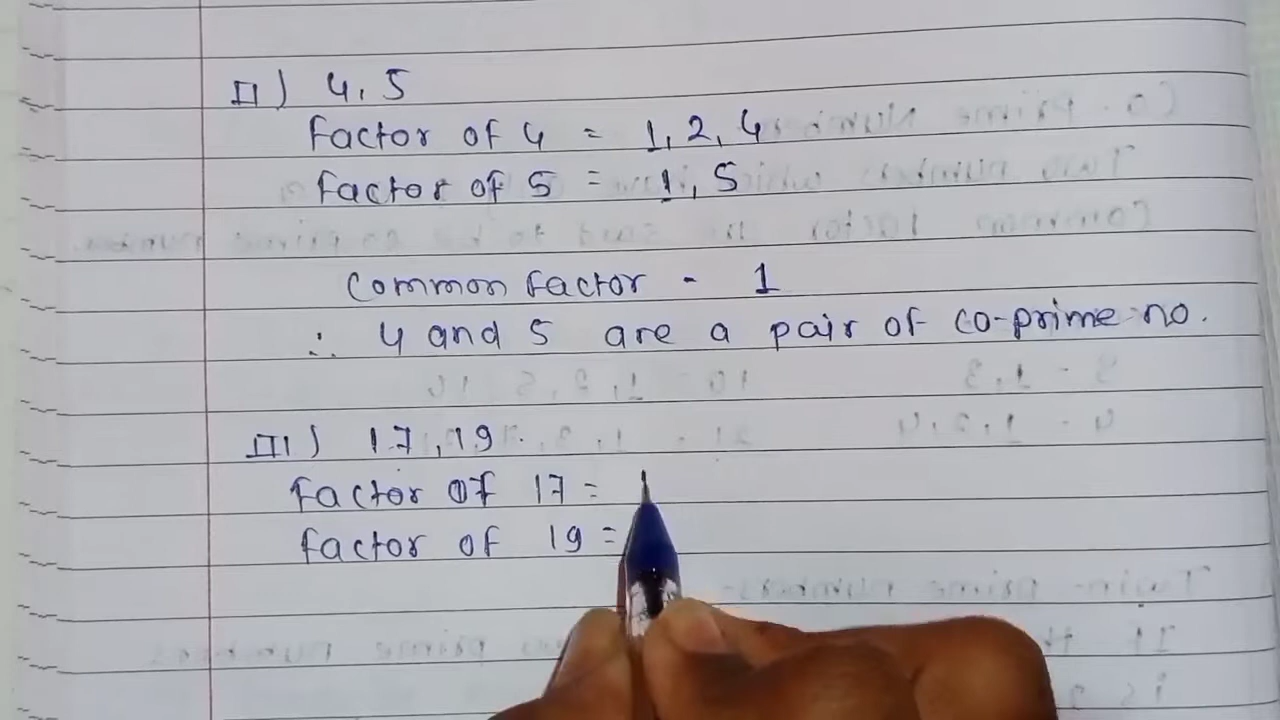 II) 4, 5
factor of 4 = 1, 2, 4
factor of 5 = 1, 5
Common factor - 1
∴ 4 and 5 are a pair of co-prime no.
III) 17, 19.
factor of 17 =
factor of 19 =